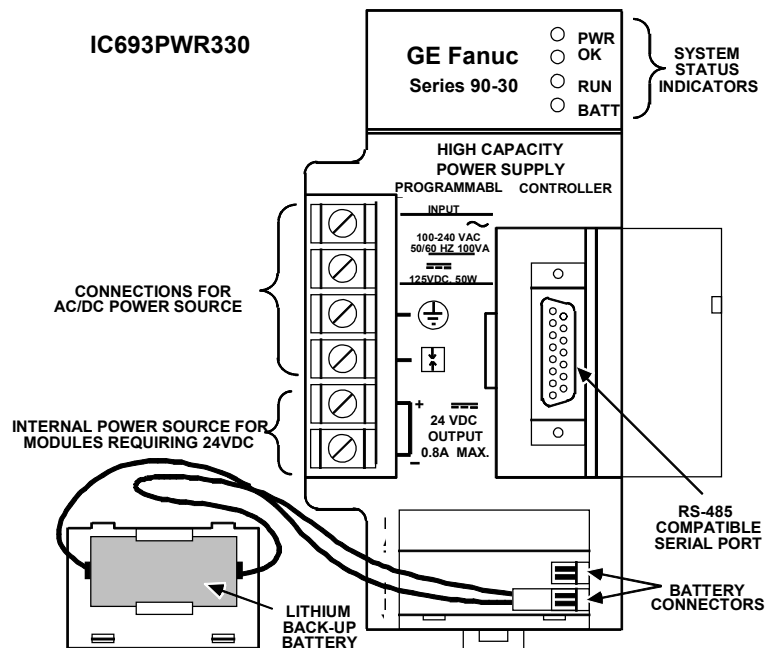 IC693PWR330
GE Fanuc
Series 90-30
PWR
OK
RUN
BATT
SYSTEM
STATUS
INDICATORS
HIGH CAPACITY
POWER SUPPLY
PROGRAMMABL CONTROLLER
INPUT
100-240 VAC
50/60 HZ 100VA
125VDC, 50W
CONNECTIONS FOR
AC/DC POWER SOURCE
INTERNAL POWER SOURCE FOR
MODULES REQUIRING 24VDC
+
24 VDC
OUTPUT
0.8A MAX.
–
RS-485
COMPATIBLE
SERIAL PORT
BATTERY
CONNECTORS
LITHIUM
BACK-UP
BATTERY